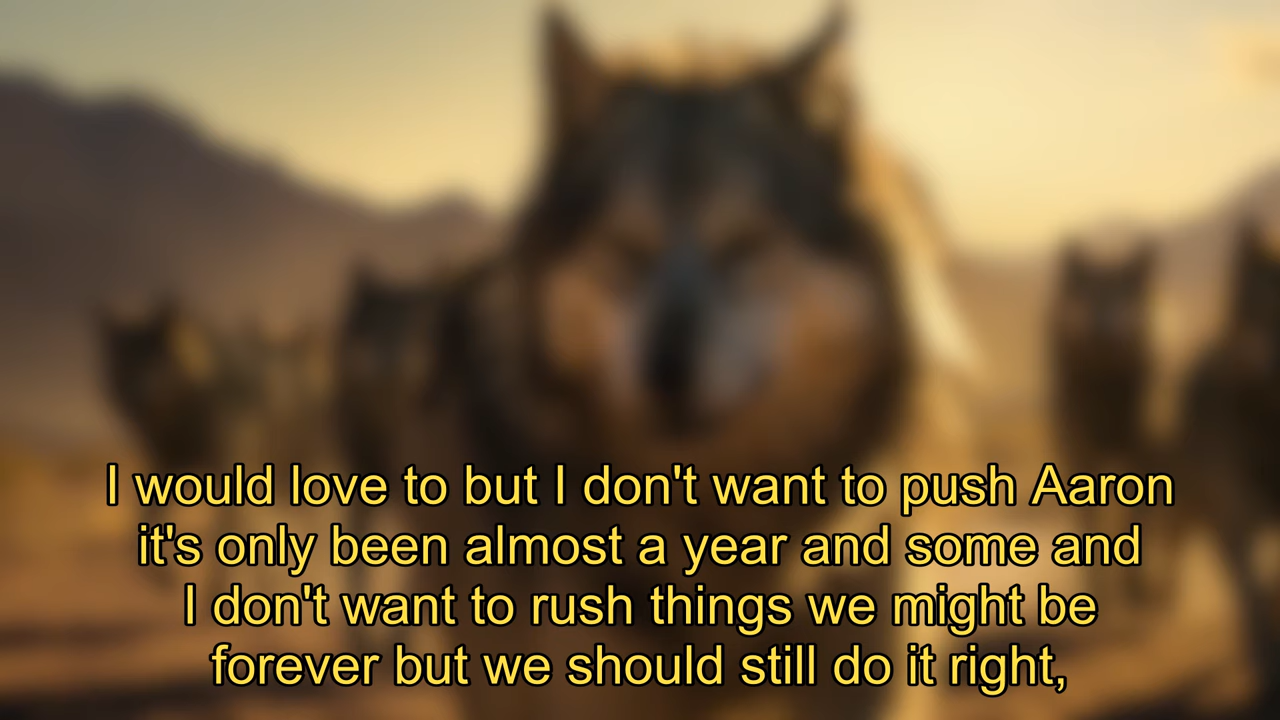 I would love to but I don't want to push Aaron
it's only been almost a year and some and
I don't want to rush things we might be
forever but we should still do it right,